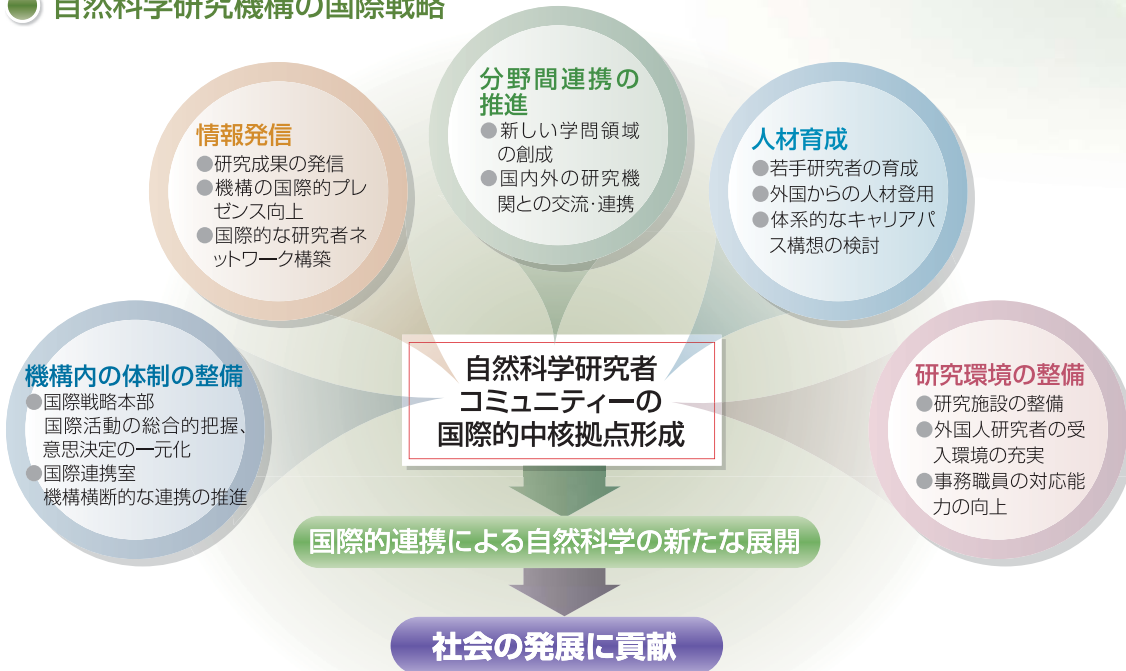 自然科学研究機構の国際戦略
分野間連携の
推進
●新しい学問領域
の創成
●国内外の研究機
関との交流・連携
情報発信
●研究成果の発信
●機構の国際的プレ
ゼンス向上
●国際的な研究者ネ
ットワーク構築
人材育成
●若手研究者の育成
●外国からの人材登用
●体系的なキャリアパ
ス構想の検討
機構内の体制の整備
●国際戦略本部
国際活動の総合的把握、
意思決定の一元化
●国際連携室
機構横断的な連携の推進
自然科学研究者
コミュニティーの
国際的中核拠点形成
研究環境の整備
●研究施設の整備
●外国人研究者の受
入環境の充実
●事務職員の対応能
力の向上
国際的連携による自然科学の新たな展開
社会の発展に貢献